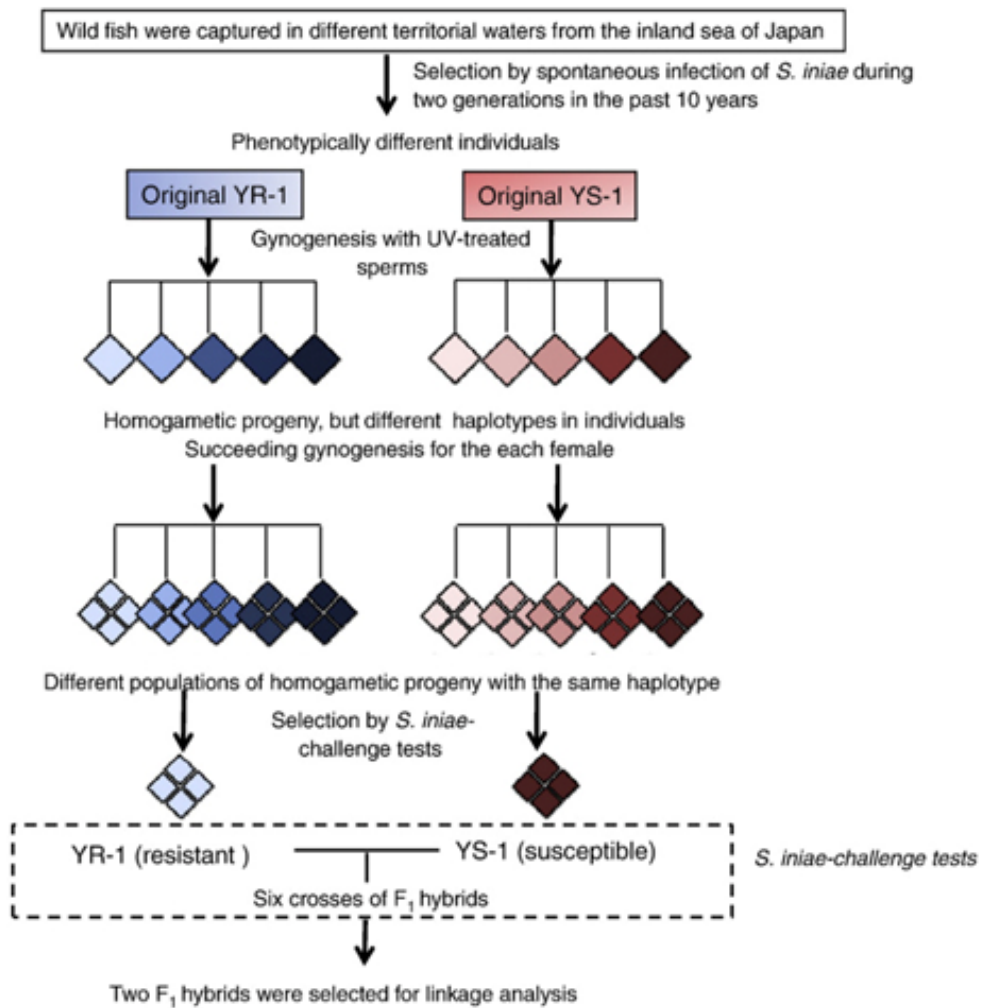 Wild fish were captured in different territorial waters from the inland sea of Japan
Selection by spontaneous infection of S. iniae during
two generations in the past 10 years
Phenotypically different individuals
Original YR-1
Original YS-1
Gynogenesis with UV-treated
sperms
Homogametic progeny, but different haplotypes in individuals
Succeeding gynogenesis for the each female
Different populations of homogametic progeny with the same haplotype
Selection by S. iniae-
challenge tests
YR-1 (resistant )
YS-1 (susceptible)
S. iniae-challenge tests
Six crosses of F1 hybrids
Two F1 hybrids were selected for linkage analysis